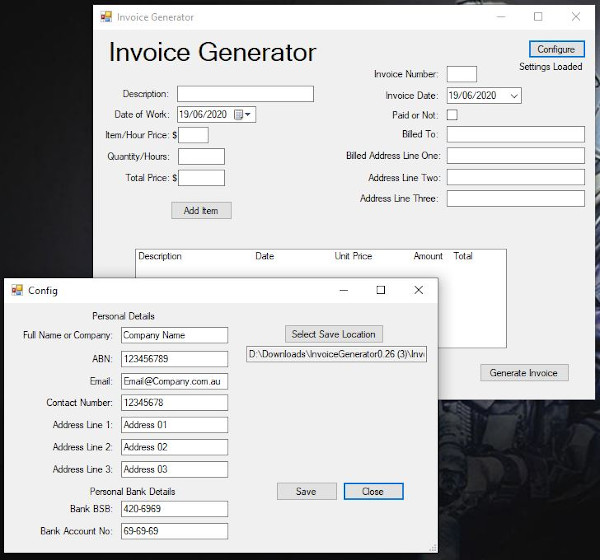 Invoice Generator
Invoice Generator
Configure
Settings Loaded
Invoice Number:
Description:
Invoice Date: 19/06/2020
Date of Work: 19/06/2020
Paid or Not:
Item/Hour Price: $
Billed To:
Quantity/Hours:
Billed Address Line One:
Total Price: $
Address Line Two:
Address Line Three:
Add Item
Description Date Unit Price Amount Total
Generate Invoice
Config
Personal Details
Full Name or Company: Company Name
Select Save Location
D:\Downloads\InvoiceGenerator0.26 (3)\Inv
ABN: 123456789
Email: Email@Company.com.au
Contact Number: 12345678
Address Line 1: Address 01
Address Line 2: Address 02
Address Line 3: Address 03
Personal Bank Details
Save
Close
Bank BSB: 420-6969
Bank Account No: 69-69-69